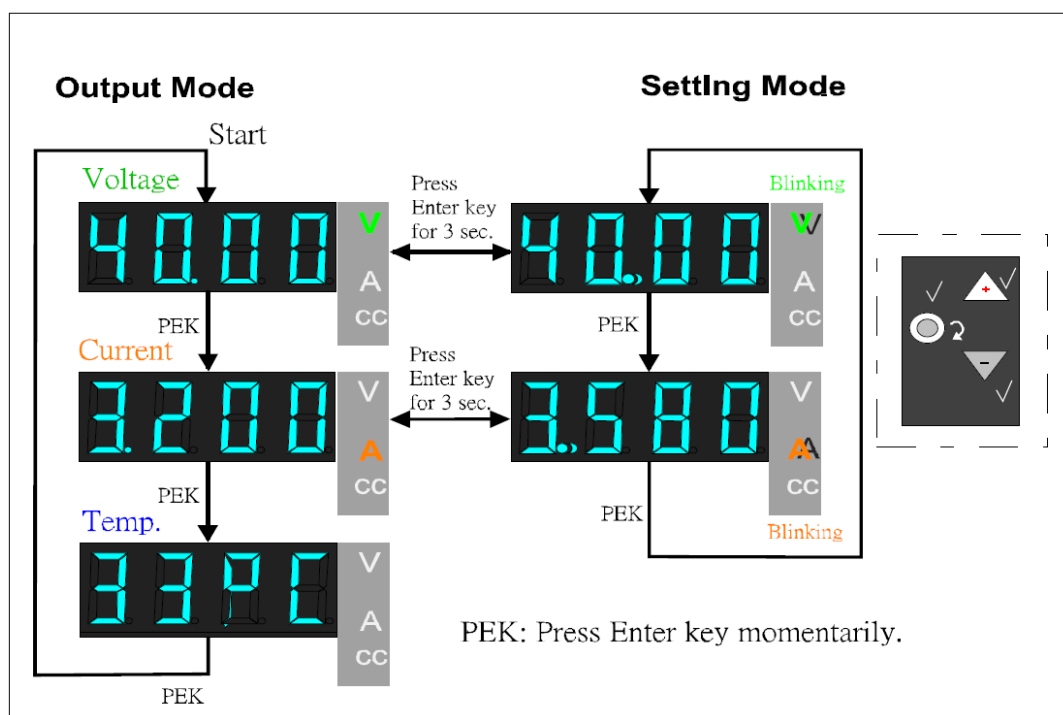 Output Mode
SettIng Mode
Start
Voltage
40.00
V
A
CC
Press
Enter key
for 3 sec.
Blinking
40.00
V
A
CC
+
-
PEK
PEK
Current
3.200
V
A
CC
Press
Enter key
for 3 sec.
3.580
V
A
CC
Blinking
PEK
PEK
Temp.
33PC
V
A
CC
PEK
PEK: Press Enter key momentarily.